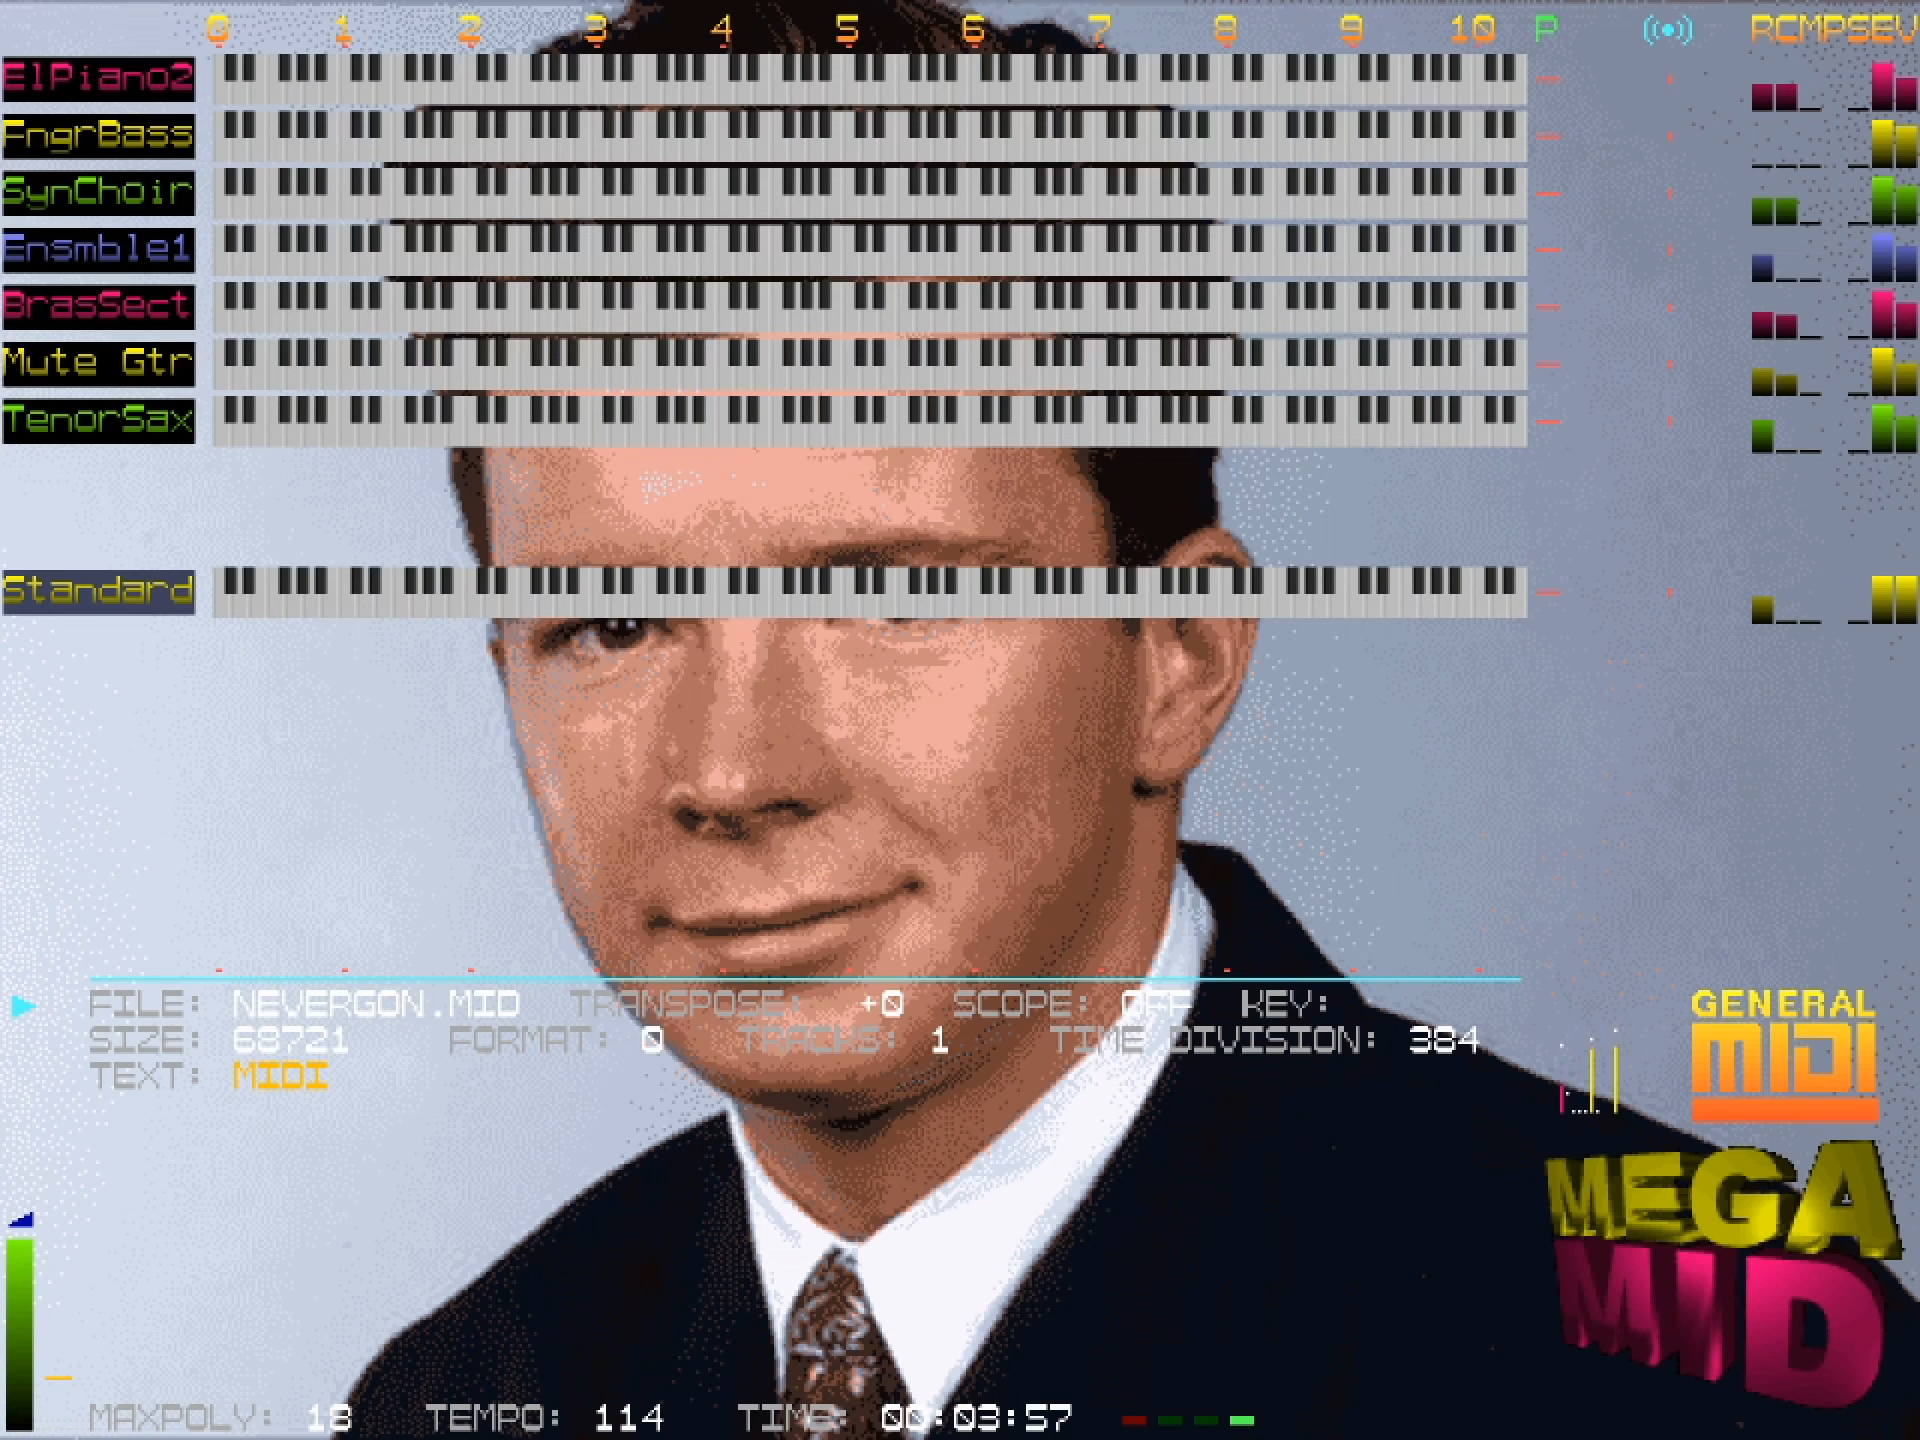 0 1 2 3 4 5 6 7 8 9 10 P RCMPSEV
ElPiano2
FngrBass
SynChoir
Ensmble1
BrasSect
Mute Gtr
TenorSax
Standard
FILE: NEVERGON.MID TRANSPOSE: +0 SCOPE: OFF KEY:
SIZE: 68721 FORMAT: 0 TRACKS: 1 TIME DIVISION: 384
TEXT: MIDI
GENERAL
MIDI
MEGA
MID
MAXPOLY: 18 TEMPO: 114 TIME: 00:03:57